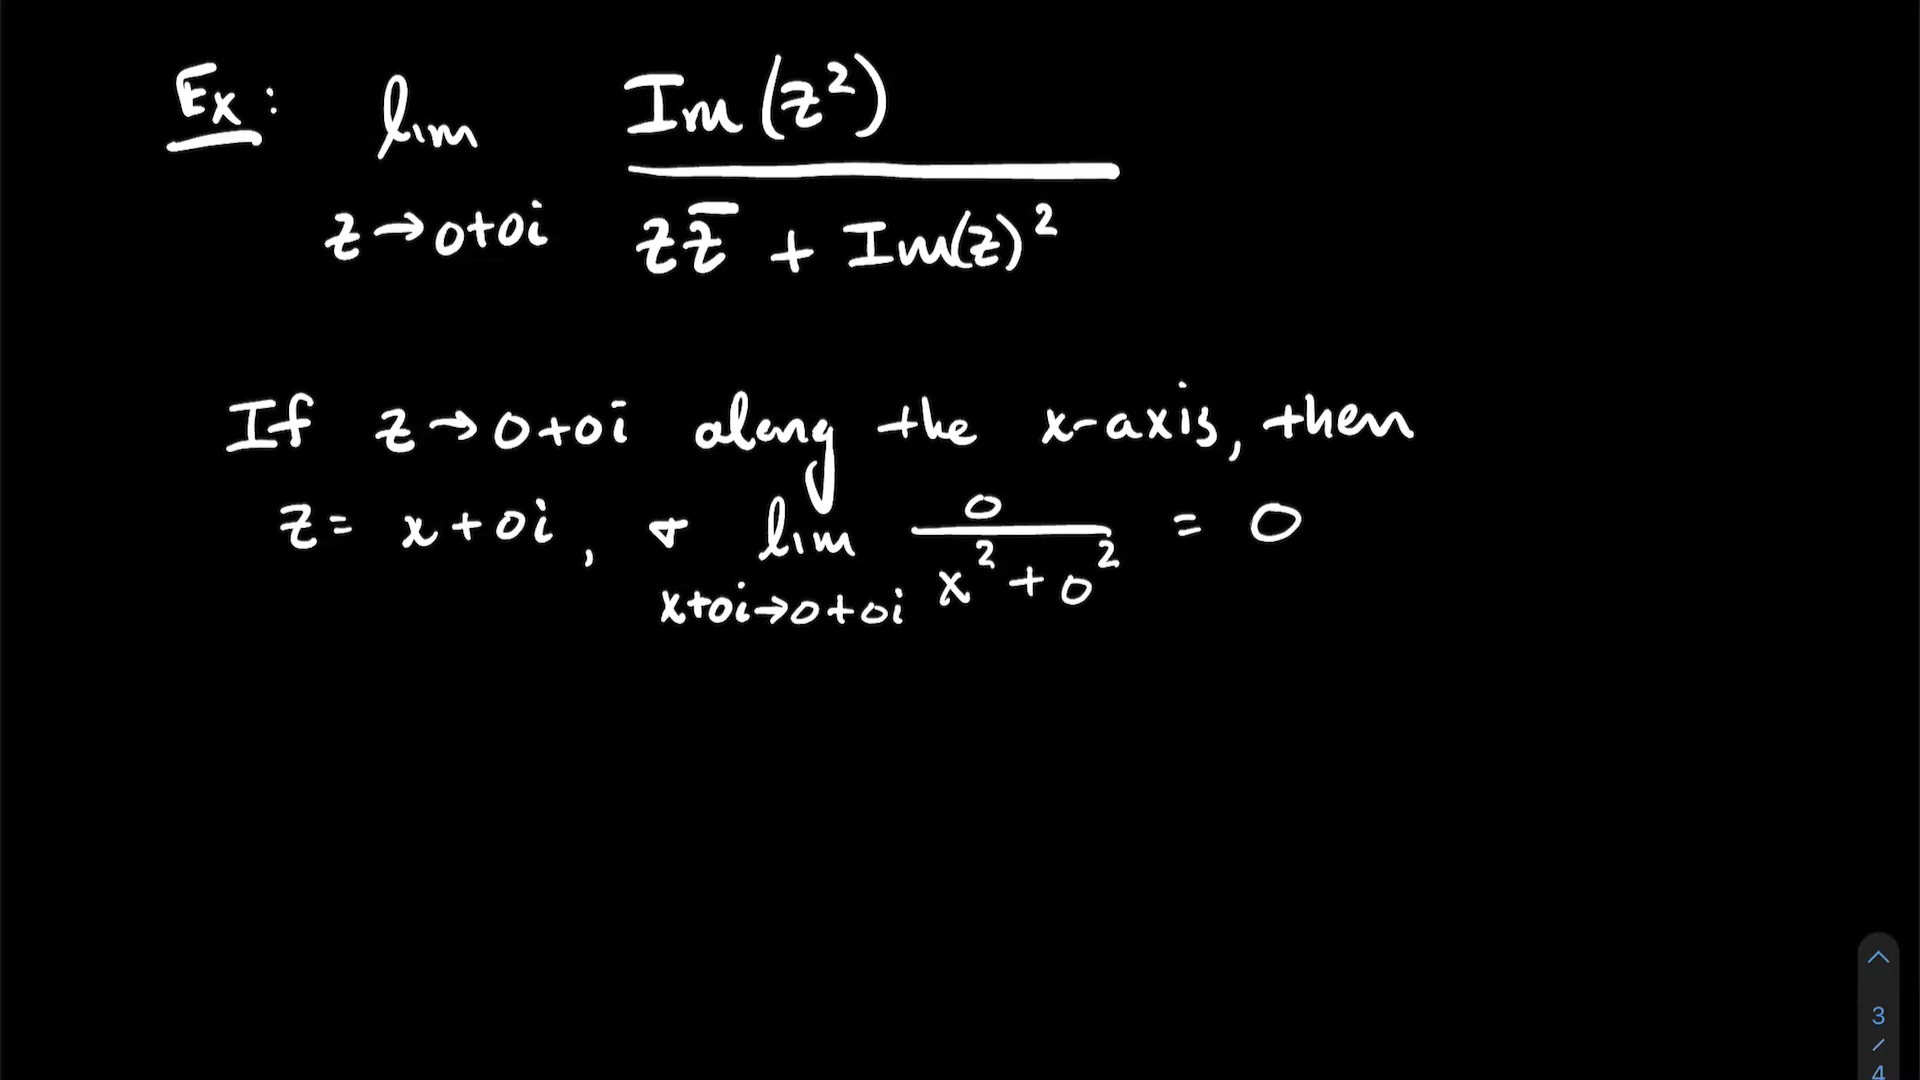 Ex: lim Im(z²)
z→0+0i z z̄ + Im(z)²
If z→0+0i along the x-axis, then
z = x+0i, & lim 0 = 0
x+0i→0+0i x²+0²
3
/
4